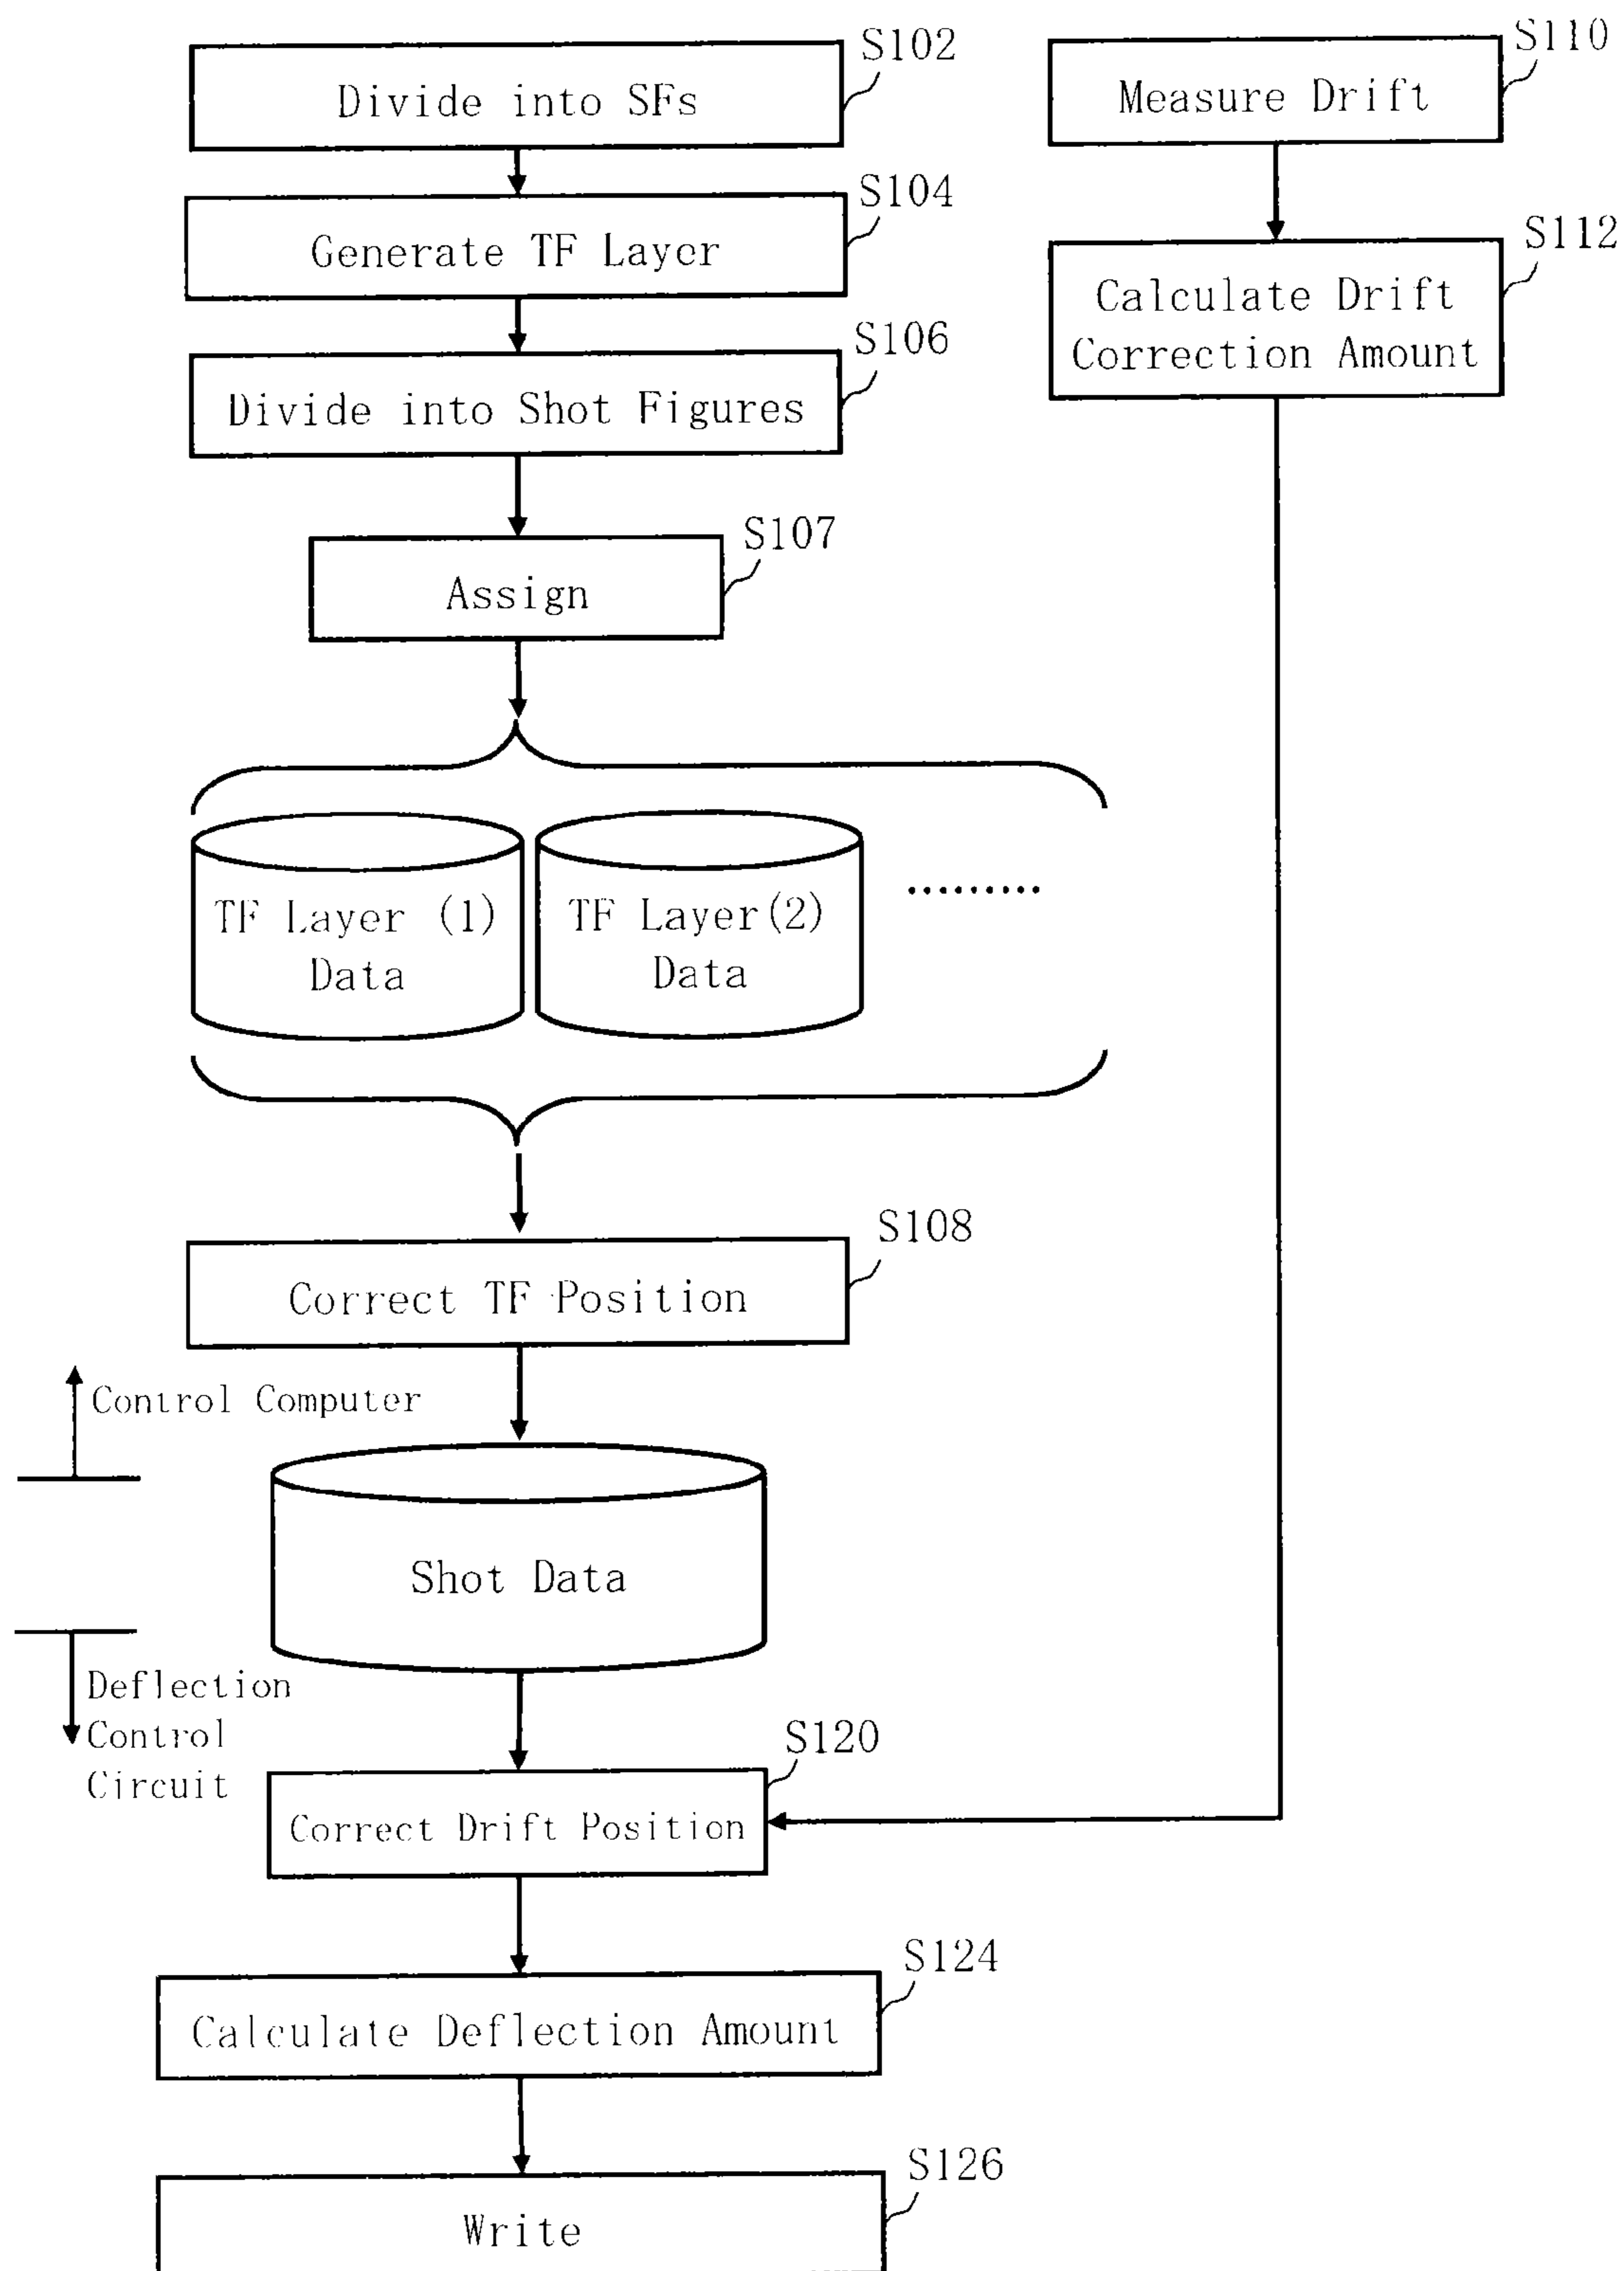 S102
Divide into SFs
S110
Measure Drift
S104
Generate TF Layer
S112
Calculate Drift
Correction Amount
S106
Divide into Shot Figures
S107
Assign
TF Layer (1)
Data
TF Layer(2)
Data
.........
S108
Correct TF Position
Control Computer
Shot Data
Deflection
Control
Circuit
S120
Correct Drift Position
S124
Calculate Deflection Amount
S126
Write